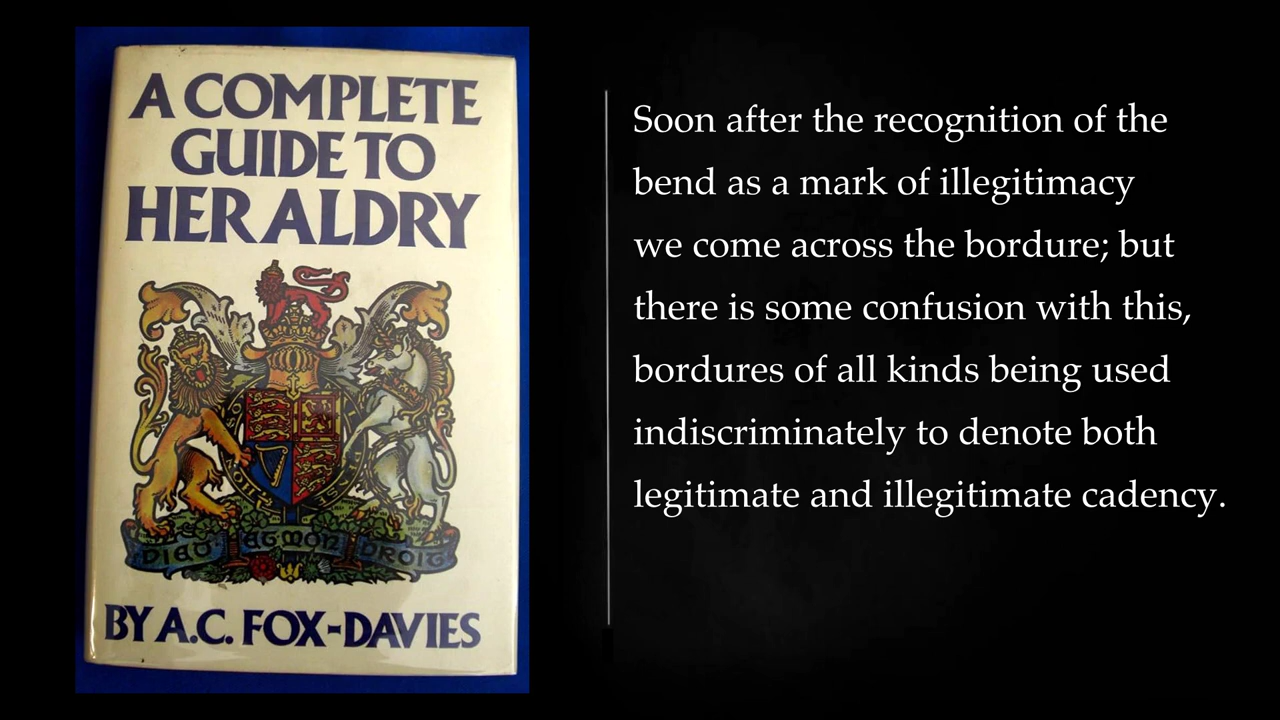 A COMPLETE
GUIDE TO
HERALDRY
DIEU ET MON DROIT
BY A.C. FOX-DAVIES
Soon after the recognition of the
bend as a mark of illegitimacy
we come across the bordure; but
there is some confusion with this,
bordures of all kinds being used
indiscriminately to denote both
legitimate and illegitimate cadency.